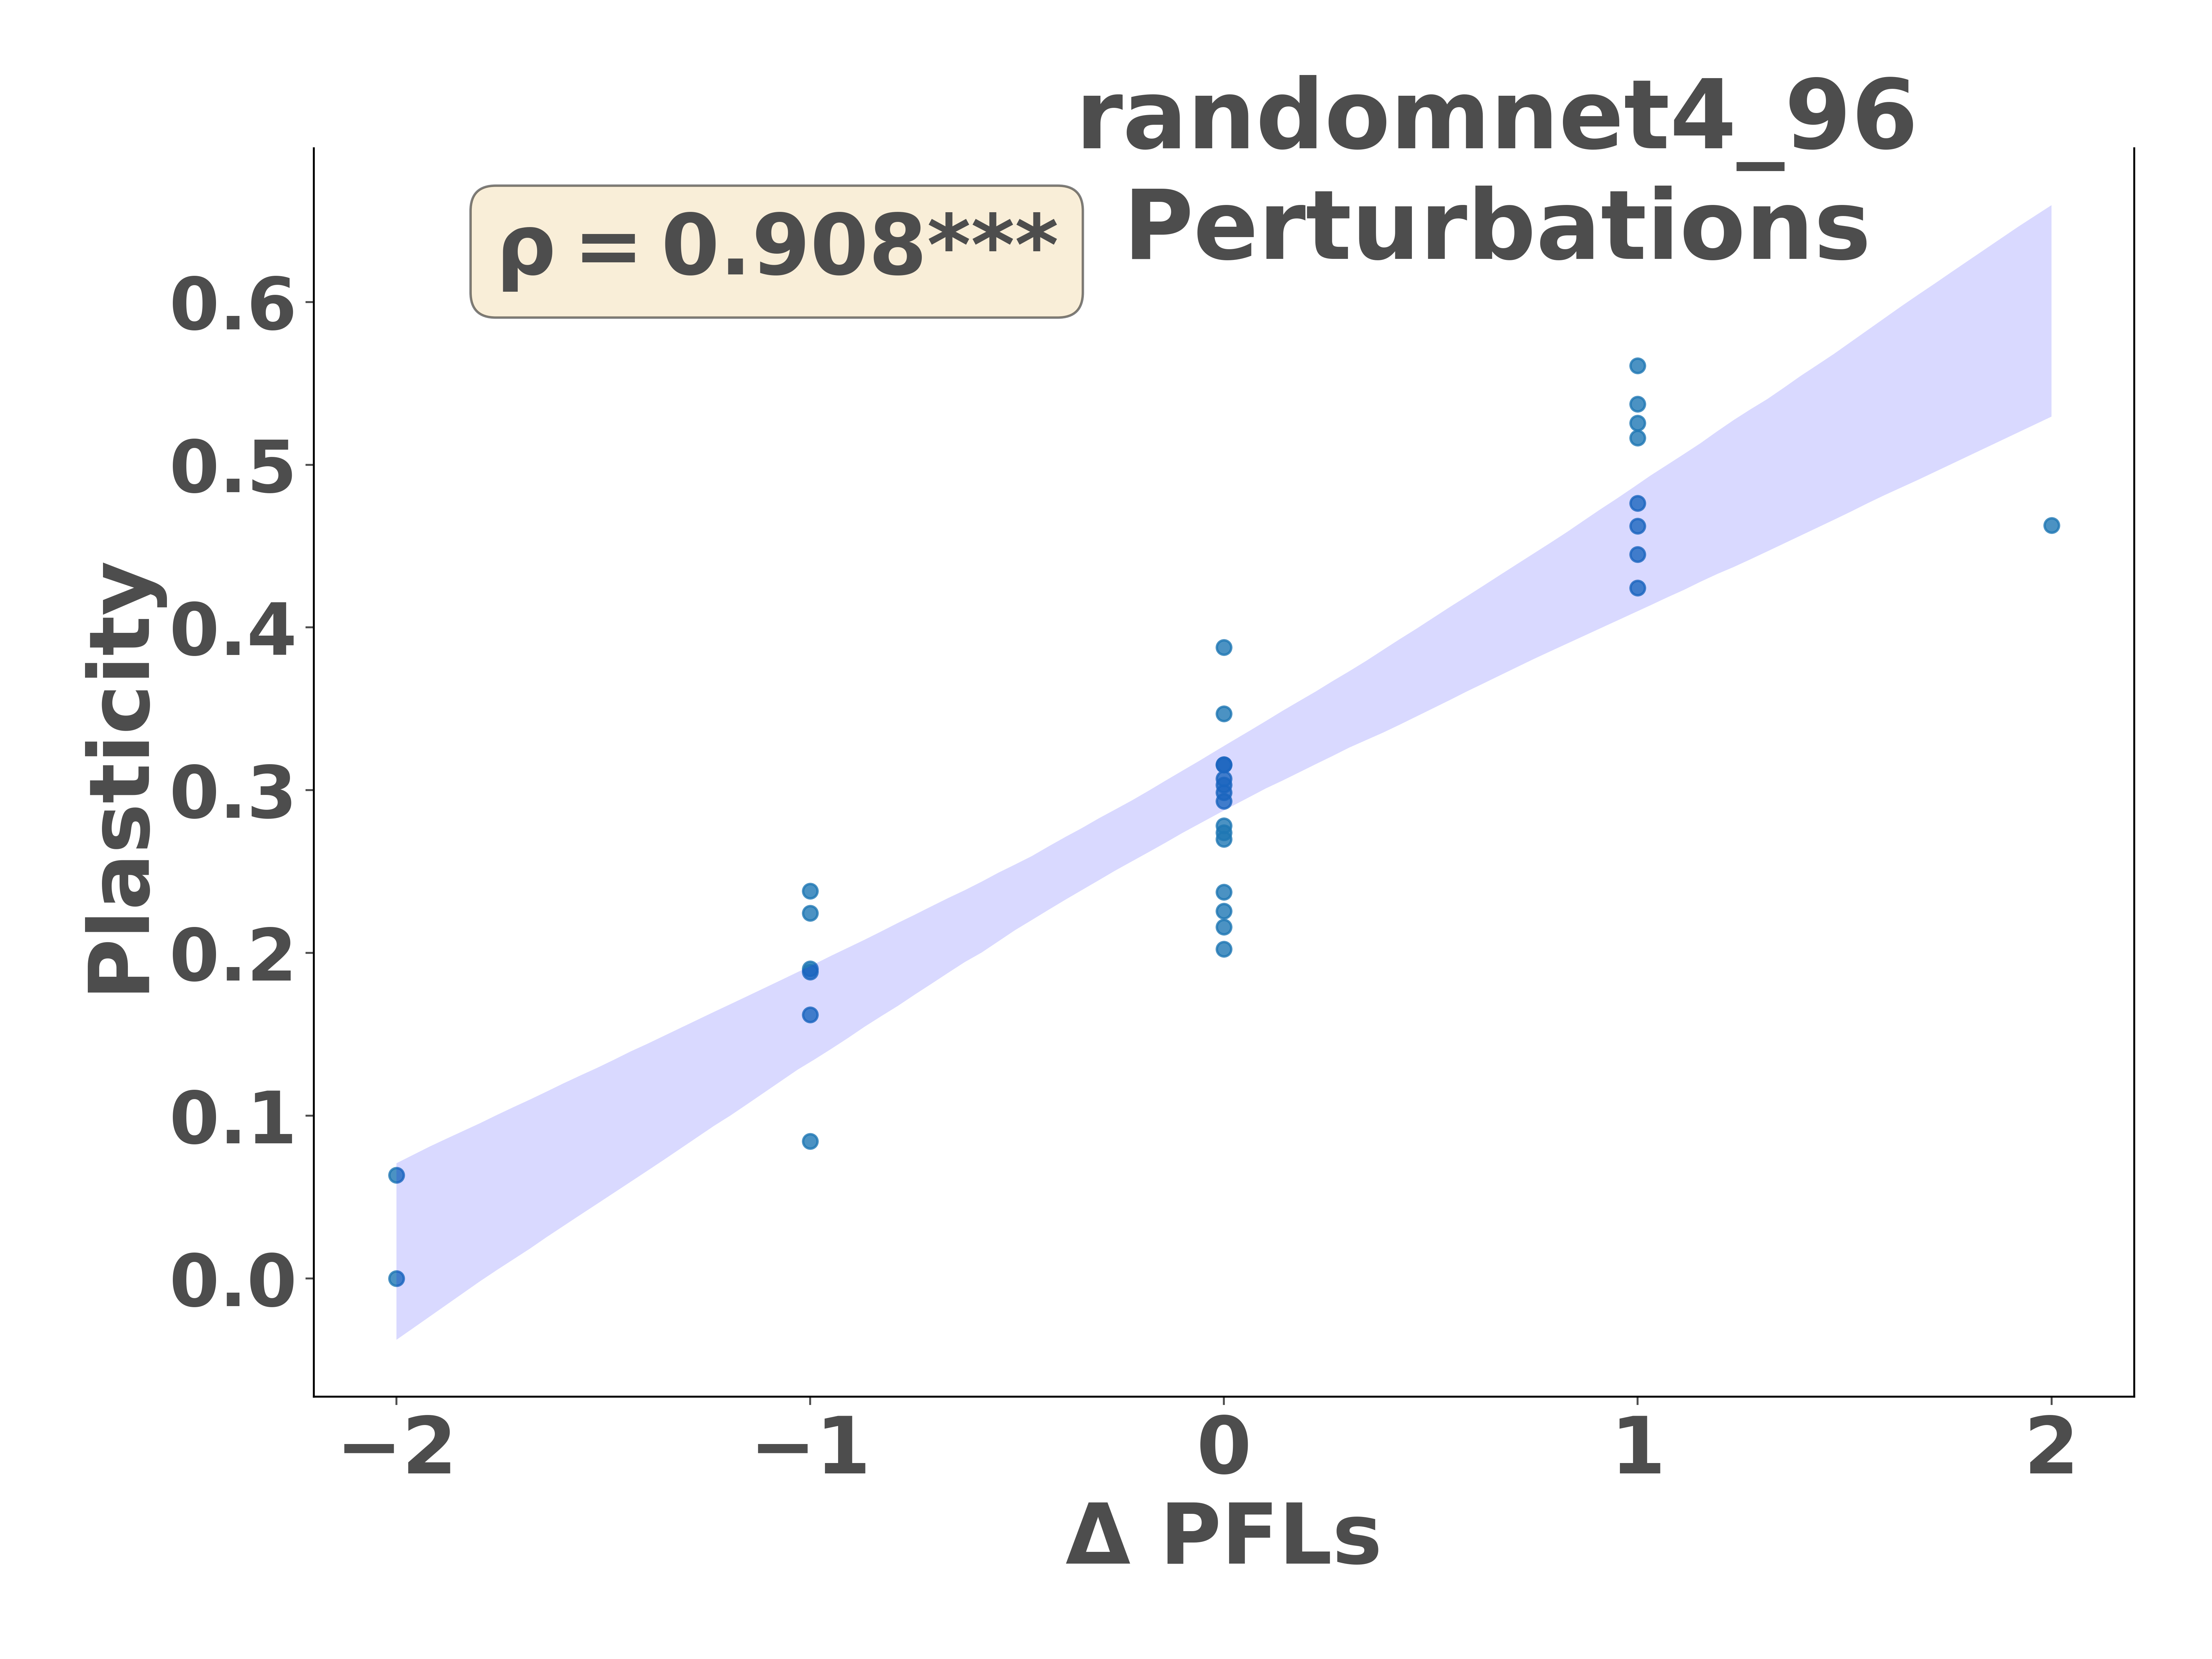 randomnet4_96
Perturbations
ρ = 0.908***
Plasticity
0.6
0.5
0.4
0.3
0.2
0.1
0.0
−2
−1
0
1
2
Δ PFLs